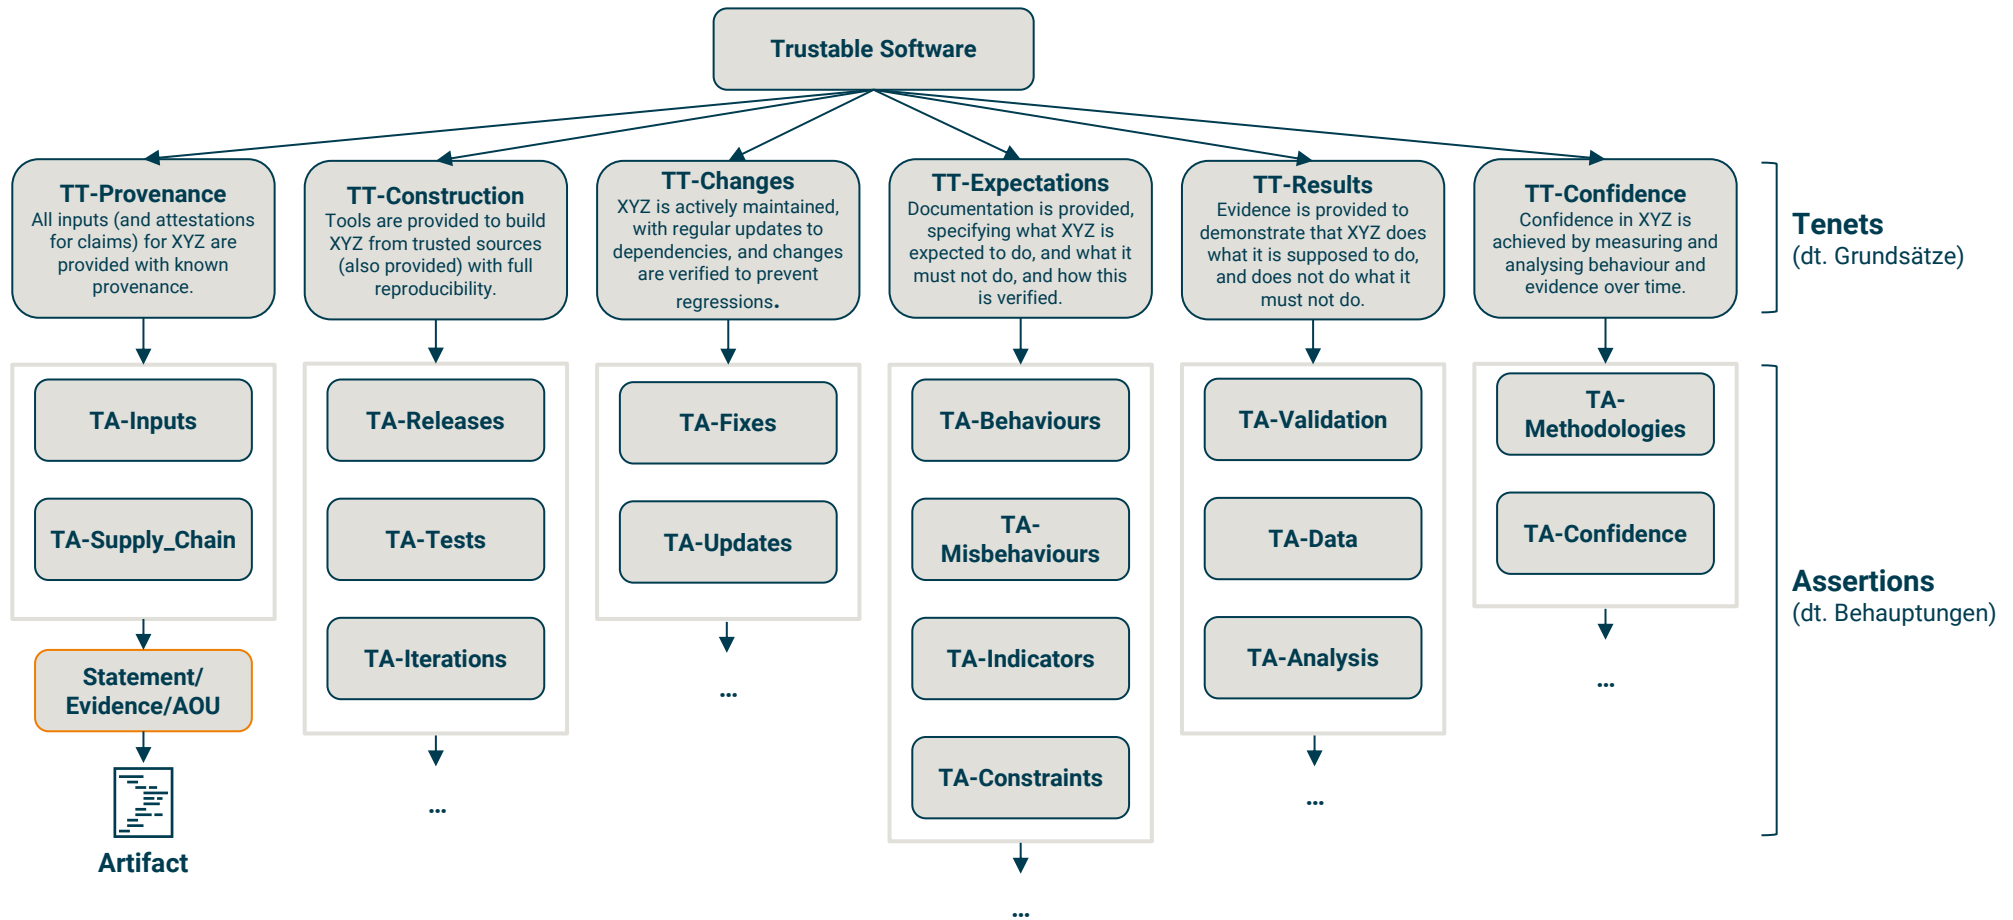 Trustable Software
TT-Provenance
All inputs (and attestations
for claims) for XYZ are
provided with known
provenance.
TT-Construction
Tools are provided to build
XYZ from trusted sources
(also provided) with full
reproducibility.
TT-Changes
XYZ is actively maintained,
with regular updates to
dependencies, and changes
are verified to prevent
regressions.
TT-Expectations
Documentation is provided,
specifying what XYZ is
expected to do, and what it
must not do, and how this
is verified.
TT-Results
Evidence is provided to
demonstrate that XYZ does
what it is supposed to do,
and does not do what it
must not do.
TT-Confidence
Confidence in XYZ is
achieved by measuring and
analysing behaviour and
evidence over time.
Tenets
(dt. Grundsätze)
TA-Inputs
TA-Supply_Chain
Statement/
Evidence/AOU
Artifact
TA-Releases
TA-Tests
TA-Iterations
...
TA-Fixes
TA-Updates
...
TA-Behaviours
TA-
Misbehaviours
TA-Indicators
TA-Constraints
...
TA-Validation
TA-Data
TA-Analysis
...
TA-
Methodologies
TA-Confidence
...
Assertions
(dt. Behauptungen)